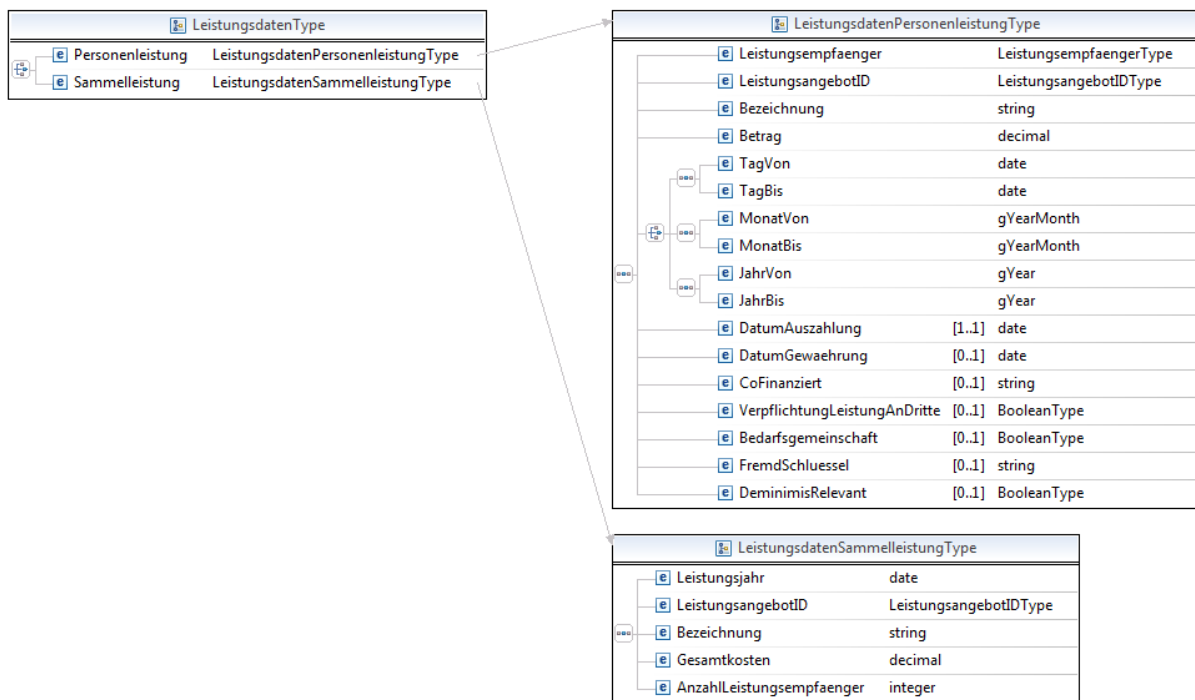 LeistungsdatenType
Personenleistung LeistungsdatenPersonenleistungType
Sammelleistung LeistungsdatenSammelleistungType
LeistungsdatenPersonenleistungType
Leistungsempfaenger LeistungsempfaengerType
LeistungsangebotID LeistungsangebotIDType
Bezeichnung string
Betrag decimal
TagVon date
TagBis date
MonatVon gYearMonth
MonatBis gYearMonth
JahrVon gYear
JahrBis gYear
DatumAuszahlung [1..1] date
DatumGewaehrung [0..1] date
CoFinanziert [0..1] string
VerpflichtungLeistungAnDritte [0..1] BooleanType
Bedarfsgemeinschaft [0..1] BooleanType
FremdSchluessel [0..1] string
DeminimisRelevant [0..1] BooleanType
LeistungsdatenSammelleistungType
Leistungsjahr date
LeistungsangebotID LeistungsangebotIDType
Bezeichnung string
Gesamtkosten decimal
AnzahlLeistungsempfaenger integer